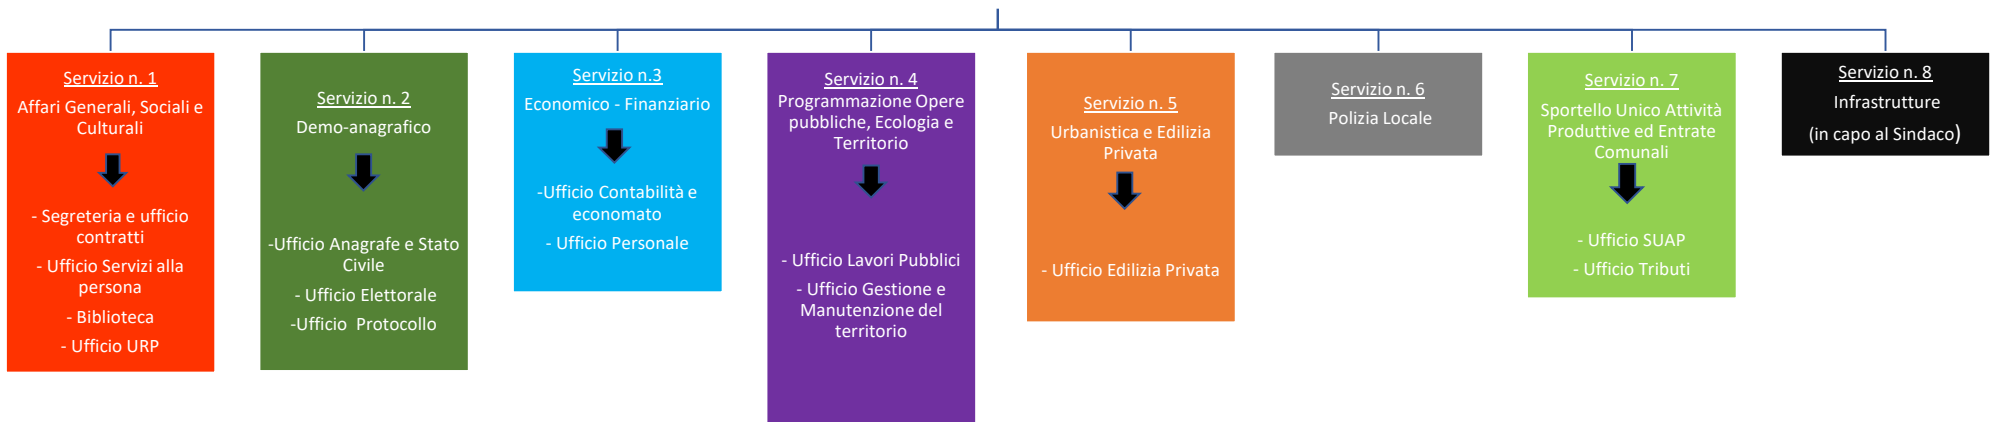 Servizio n. 1
Affari Generali, Sociali e
Culturali
- Segreteria e ufficio
contratti
- Ufficio Servizi alla
persona
- Biblioteca
- Ufficio URP
Servizio n. 2
Demo-anagrafico
-Ufficio Anagrafe e Stato
Civile
- Ufficio Elettorale
-Ufficio  Protocollo
Servizio n.3
Economico - Finanziario
-Ufficio Contabilità e
economato
- Ufficio Personale
Servizio n. 4
Programmazione Opere
pubbliche, Ecologia e
Territorio
- Ufficio Lavori Pubblici
- Ufficio Gestione e
Manutenzione del
territorio
Servizio n. 5
Urbanistica e Edilizia
Privata
- Ufficio Edilizia Privata
Servizio n. 6
Polizia Locale
Servizio n. 7
Sportello Unico Attività
Produttive ed Entrate
Comunali
- Ufficio SUAP
- Ufficio Tributi
Servizio n. 8
Infrastrutture
(in capo al Sindaco)